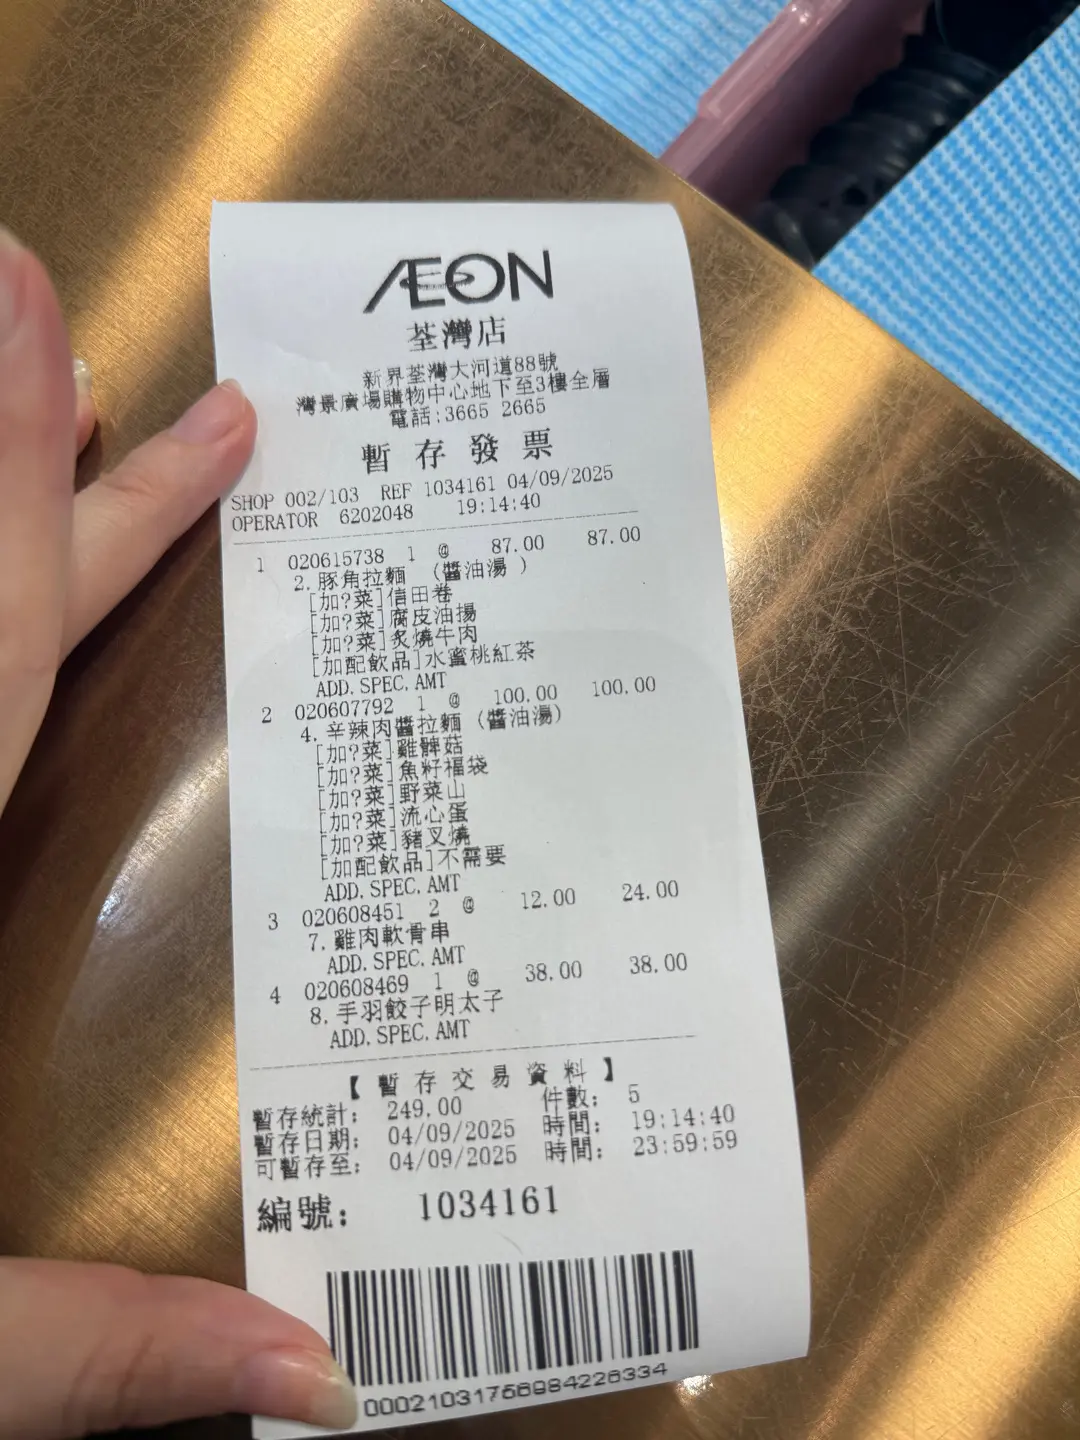 ÆON
荃灣店
新界荃灣大河道88號
灣景廣場購物中心地下至3樓全層
電話:3665 2665
暫存發票
SHOP 002/103 REF 1034161 04/09/2025
OPERATOR 6202048 19:14:40
1 020615738 1 @ 87.00 87.00
2. 豚角拉麵 (醬油湯 )
[加?菜]信田卷
[加?菜]腐皮油揚
[加?菜]炙燒牛肉
[加配飲品]水蜜桃紅茶
ADD. SPEC. AMT
2 020607792 1 @ 100.00 100.00
4. 辛辣肉醬拉麵 (醬油湯)
[加?菜]雞髀菇
[加?菜]魚籽福袋
[加?菜]野菜山
[加?菜]流心蛋
[加?菜]豬叉燒
[加配飲品]不需要
ADD. SPEC. AMT
3 020608451 2 @ 12.00 24.00
7. 雞肉軟骨串
ADD. SPEC. AMT
4 020608469 1 @ 38.00 38.00
8. 手羽餃子明太子
ADD. SPEC. AMT
【 暫存交易資料 】
暫存統計: 249.00 件數: 5
暫存日期: 04/09/2025 時間: 19:14:40
可暫存至: 04/09/2025 時間: 23:59:59
編號: 1034161
000210317568984228334